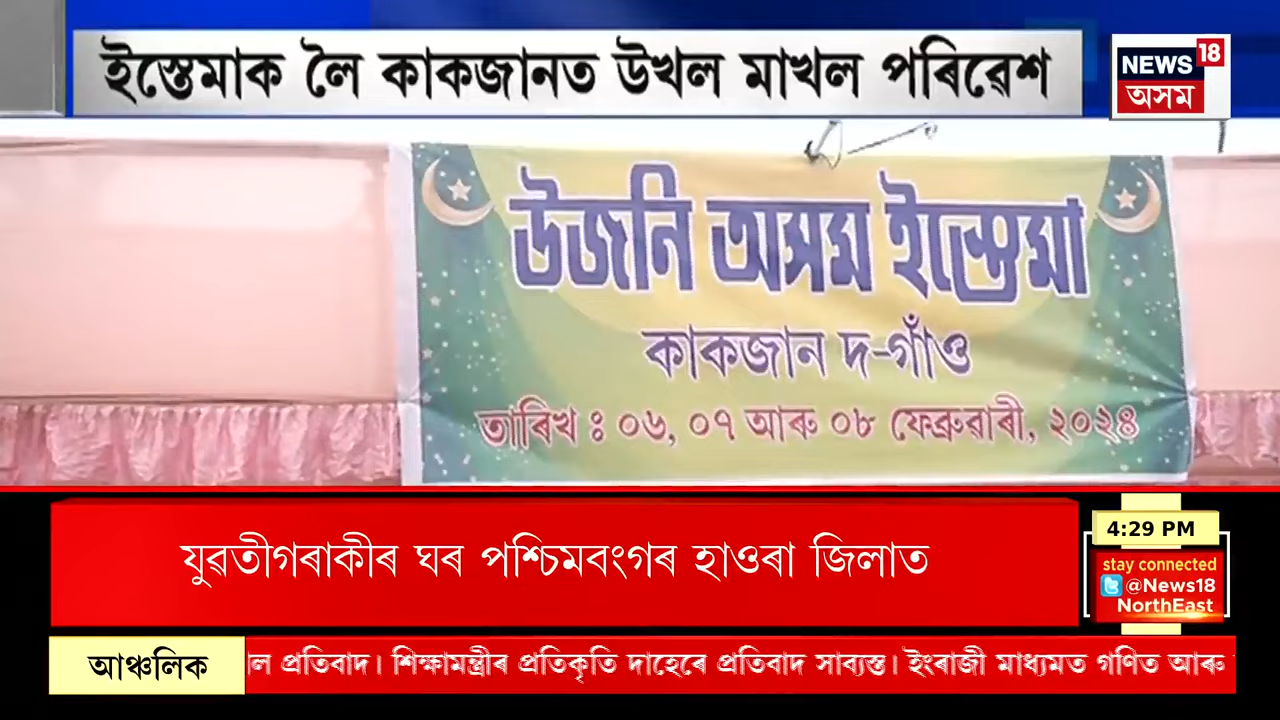 ইস্তেমাক লৈ কাকজানত উখল মাখল পৰিৱেশ
NEWS 18
অসম
উজনি অসম ইস্তেমা
কাকজান দ-গাঁও
তাৰিখ ঃ ০৬, ০৭ আৰু ০৮ ফেব্ৰুৱাৰী, ২০২৪
যুৱতীগৰাকীৰ ঘৰ পশ্চিমবংগৰ হাওৰা জিলাত
4:29 PM
stay connected
@News18
NorthEast
আঞ্চলিক
ল প্ৰতিবাদ। শিক্ষামন্ত্ৰীৰ প্ৰতিকৃতি দাহেৰে প্ৰতিবাদ সাব্যস্ত। ইংৰাজী মাধ্যমত গণিত আৰু